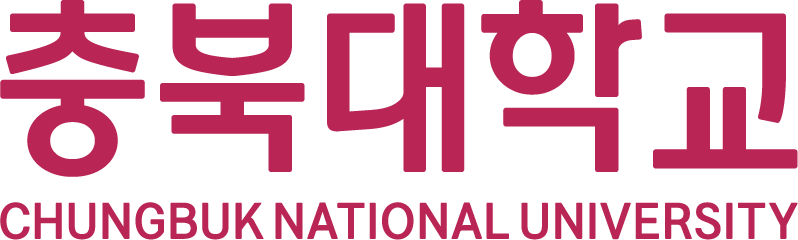 충북대학교
CHUNGBUK NATIONAL UNIVERSITY